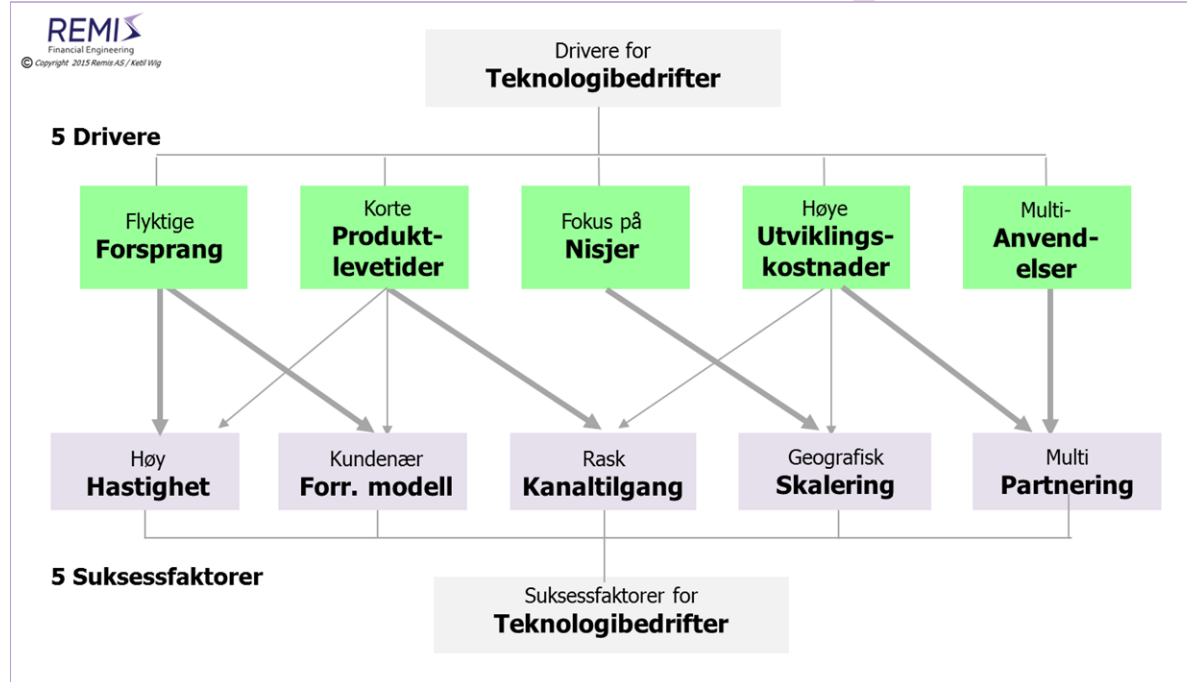 REMIS
Financial Engineering
© Copyright 2015 Remis AS / Ketil Wig
Drivere for
Teknologibedrifter
5 Drivere
Flyktige
Forsprang
Korte
Produkt-
levetider
Fokus på
Nisjer
Høye
Utviklings-
kostnader
Multi-
Anvend-
elser
Høy
Hastighet
Kundenær
Forr. modell
Rask
Kanaltilgang
Geografisk
Skalering
Multi
Partnering
5 Suksessfaktorer
Suksessfaktorer for
Teknologibedrifter